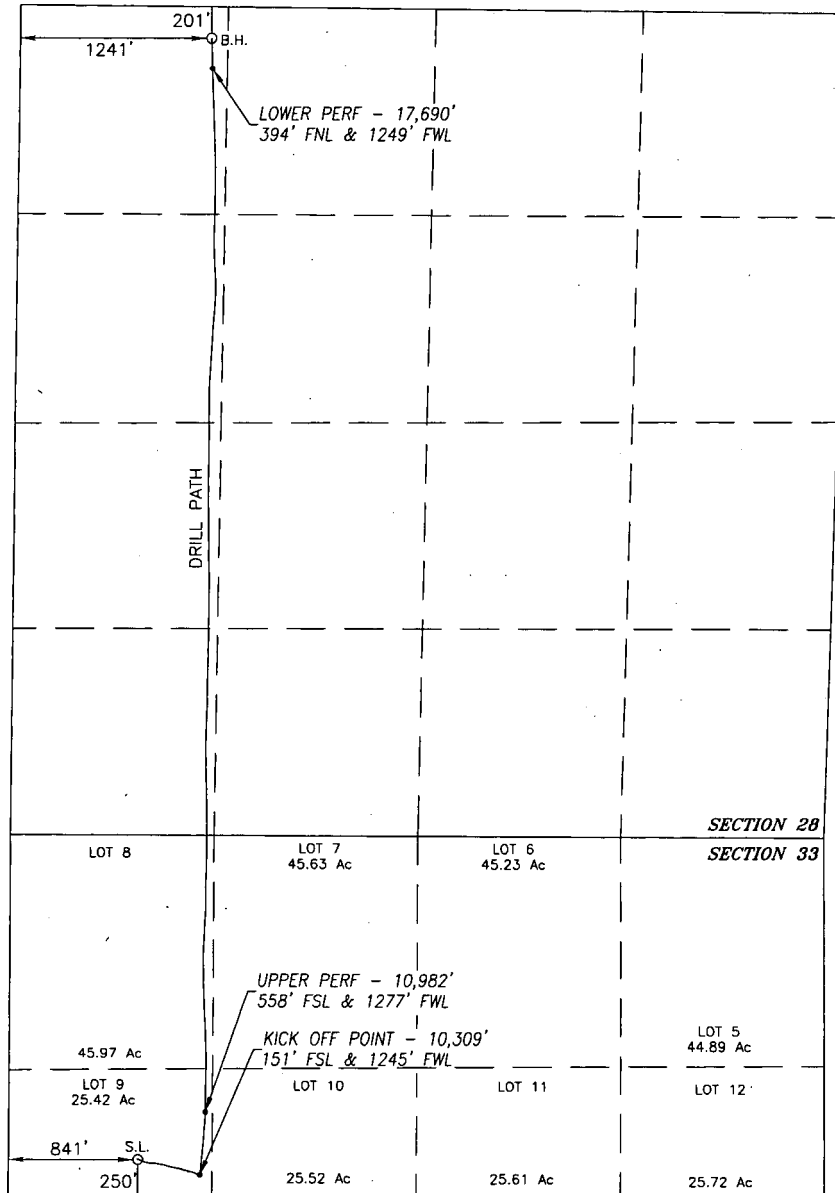 201'
B.H.
1241'
LOWER PERF - 17,690'
394' FNL & 1249' FWL
DRILL PATH
SECTION 28
LOT 8
LOT 7
45.63 Ac
LOT 6
45.23 Ac
SECTION 33
UPPER PERF - 10,982'
558' FSL & 1277' FWL
KICK OFF POINT - 10,309'
151' FSL & 1245' FWL
LOT 5
44.89 Ac
45.97 Ac
LOT 9
25.42 Ac
LOT 10
LOT 11
LOT 12
841'
S.L.
250'
25.52 Ac
25.61 Ac
25.72 Ac